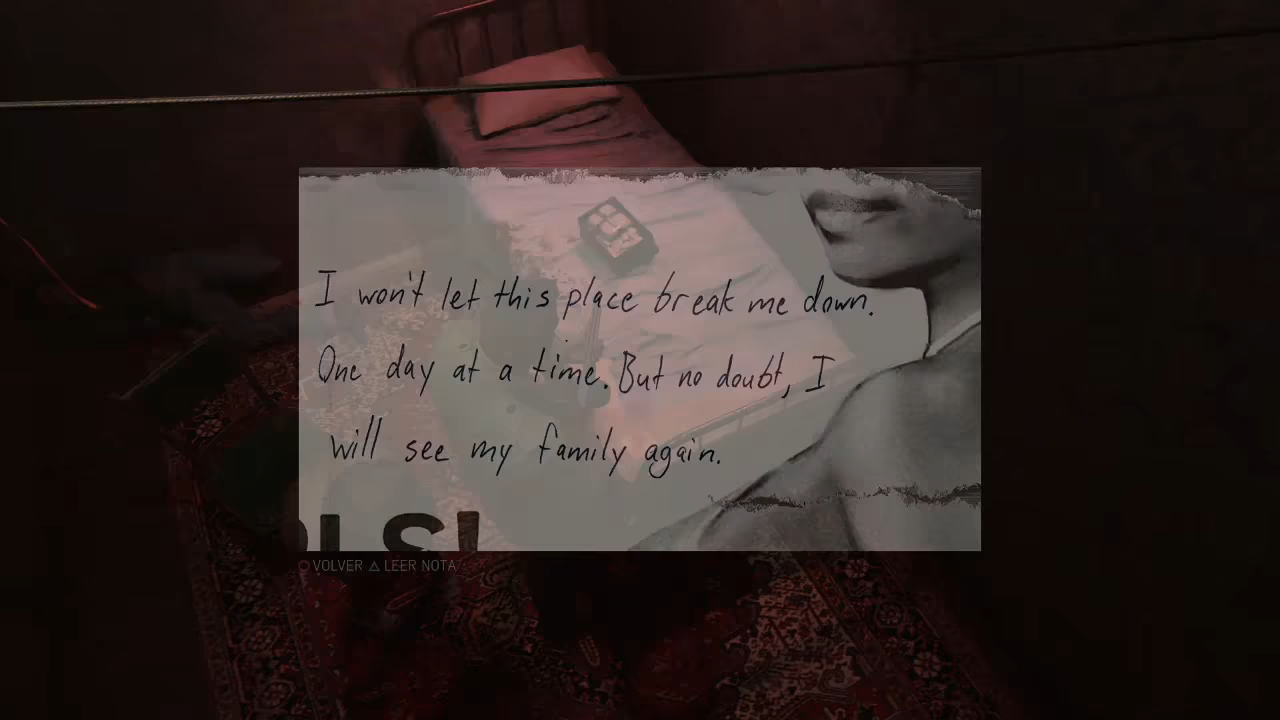 I won't let this place break me down.
One day at a time. But no doubt, I
will see my family again.
LS!
VOLVER LEER NOTA